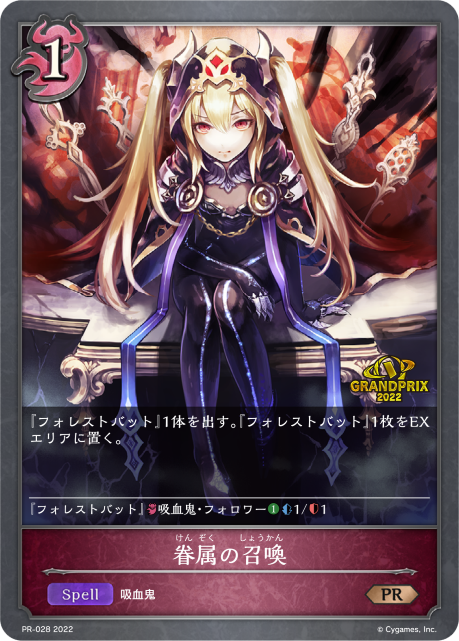 1
GRANDPRIX
2022
『フォレストバット』1体を出す。『フォレストバット』1枚をEX
エリアに置く。
『フォレストバット』吸血鬼・フォロワー1 1/1
けんぞく しょうかん
眷属の召喚
Spell 吸血鬼 PR
PR-028 2022 © Cygames, Inc.